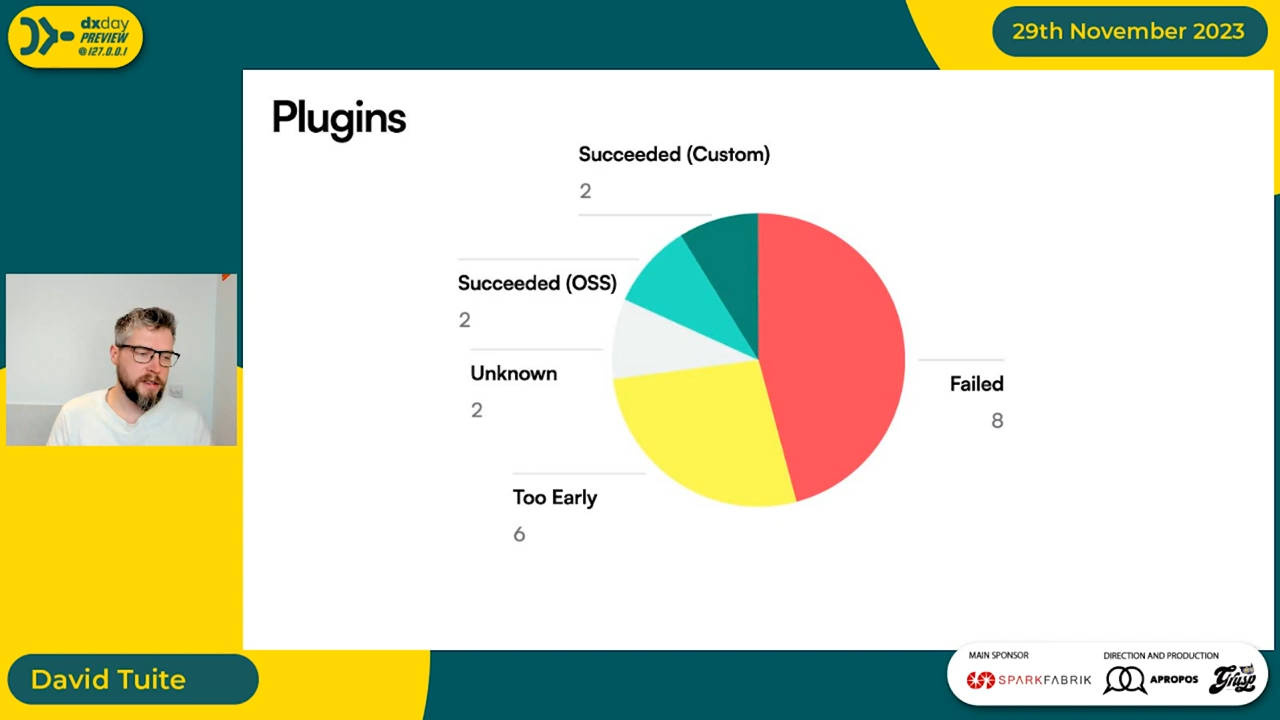 dxday
PREVIEW
@127.0.0.1
29th November 2023
Plugins
Succeeded (Custom)
2
Succeeded (OSS)
2
Unknown
2
Too Early
6
Failed
8
David Tuite
MAIN SPONSOR
SPARKFABRIK
DIRECTION AND PRODUCTION
APROPOS
Grusp